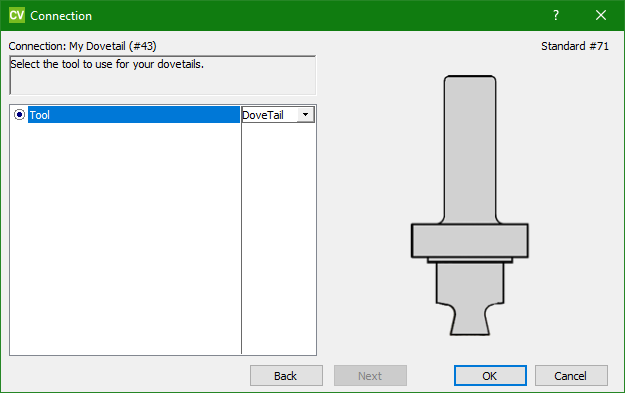 CV Connection ?
Connection: My Dovetail (#43)
Standard #71
Select the tool to use for your dovetails.
Tool DoveTail
Back Next OK Cancel